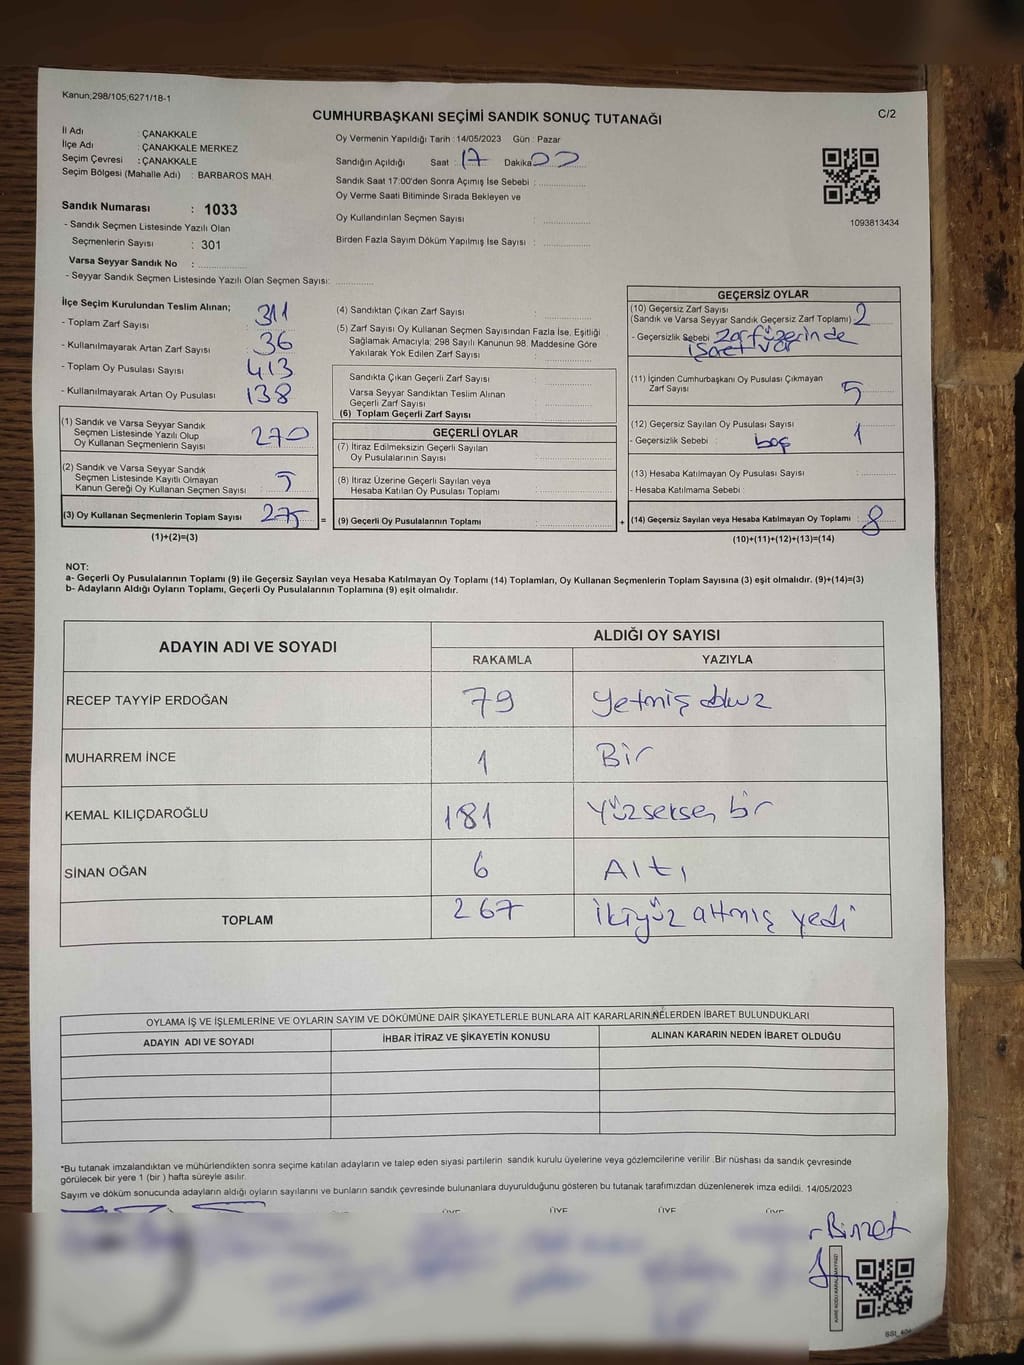 Kanun;298/105;6271/18-1
CUMHURBAŞKANI SEÇİMİ SANDIK SONUÇ TUTANAĞI
C/2
İl Adı : ÇANAKKALE
İlçe Adı : ÇANAKKALE MERKEZ
Seçim Çevresi : ÇANAKKALE
Seçim Bölgesi (Mahalle Adı) : BARBAROS MAH.
Sandık Numarası : 1033
- Sandık Seçmen Listesinde Yazılı Olan
Seçmenlerin Sayısı : 301
Varsa Seyyar Sandık No :
- Seyyar Sandık Seçmen Listesinde Yazılı Olan Seçmen Sayısı:
Oy Vermenin Yapıldığı Tarih : 14/05/2023 Gün : Pazar
Sandığın Açıldığı Saat : 17 Dakika 00
Sandık Saat 17:00'den Sonra Açımış İse Sebebi :
Oy Verme Saati Bitiminde Sırada Bekleyen ve
Oy Kullandırılan Seçmen Sayısı :
Birden Fazla Sayım Döküm Yapılmış İse Sayısı :
1093813434
İlçe Seçim Kurulundan Teslim Alınan;
- Toplam Zarf Sayısı 311
- Kullanılmayarak Artan Zarf Sayısı 36
- Toplam Oy Pusulası Sayısı 413
- Kullanılmayarak Artan Oy Pusulası 138
(1) Sandık ve Varsa Seyyar Sandık
Seçmen Listesinde Yazılı Olup
Oy Kullanan Seçmenlerin Sayısı 270
(2) Sandık ve Varsa Seyyar Sandık
Seçmen Listesinde Kayıtlı Olmayan
Kanun Gereği Oy Kullanan Seçmen Sayısı 5
(3) Oy Kullanan Seçmenlerin Toplam Sayısı 275 =
(1)+(2)=(3)
(4) Sandıktan Çıkan Zarf Sayısı :
(5) Zarf Sayısı Oy Kullanan Seçmen Sayısından Fazla İse, Eşitliği
Sağlamak Amacıyla; 298 Sayılı Kanunun 98. Maddesine Göre
Yakılarak Yok Edilen Zarf Sayısı :
Sandıkta Çıkan Geçerli Zarf Sayısı :
Varsa Seyyar Sandıktan Teslim Alınan
Geçerli Zarf Sayısı :
(6) Toplam Geçerli Zarf Sayısı
GEÇERLİ OYLAR
(7) İtiraz Edilmeksizin Geçerli Sayılan
Oy Pusulalarının Sayısı :
(8) İtiraz Üzerine Geçerli Sayılan veya
Hesaba Katılan Oy Pusulası Toplamı :
(9) Geçerli Oy Pusulalarının Toplamı : +
GEÇERSİZ OYLAR
(10) Geçersiz Zarf Sayısı
(Sandık ve Varsa Seyyar Sandık Geçersiz Zarf Toplamı) 2
- Geçersizlik Sebebi Zarf üzerinde
işaret var
(11) İçinden Cumhurbaşkanı Oy Pusulası Çıkmayan
Zarf Sayısı 5
(12) Geçersiz Sayılan Oy Pusulası Sayısı : 1
- Geçersizlik Sebebi : boş
(13) Hesaba Katılmayan Oy Pusulası Sayısı :
- Hesaba Katılmama Sebebi :
(14) Geçersiz Sayılan veya Hesaba Katılmayan Oy Toplamı : 8
(10)+(11)+(12)+(13)=(14)
NOT:
a- Geçerli Oy Pusulalarının Toplamı (9) ile Geçersiz Sayılan veya Hesaba Katılmayan Oy Toplamı (14) Toplamları, Oy Kullanan Seçmenlerin Toplam Sayısına (3) eşit olmalıdır. (9)+(14)=(3)
b- Adayların Aldığı Oyların Toplamı, Geçerli Oy Pusulalarının Toplamına (9) eşit olmalıdır.
ADAYIN ADI VE SOYADI
ALDIĞI OY SAYISI
RAKAMLA YAZIYLA
RECEP TAYYİP ERDOĞAN 79 yetmiş dokuz
MUHARREM İNCE 1 Bir
KEMAL KILIÇDAROĞLU 181 Yüzseksen bir
SİNAN OĞAN 6 Altı
TOPLAM 267 ikiyüz altmış yedi
OYLAMA İŞ VE İŞLEMLERİNE VE OYLARIN SAYIM VE DÖKÜMÜNE DAİR ŞİKAYETLERLE BUNLARA AİT KARARLARIN NELERDEN İBARET BULUNDUKLARI
ADAYIN ADI VE SOYADI İHBAR İTİRAZ VE ŞİKAYETİN KONUSU ALINAN KARARIN NEDEN İBARET OLDUĞU
*Bu tutanak imzalandıktan ve mühürlendikten sonra seçime katılan adayların ve talep eden siyasi partilerin sandık kurulu üyelerine veya gözlemcilerine verilir .Bir nüshası da sandık çevresinde
görülecek bir yere 1 (bir ) hafta süreyle asılır.
Sayım ve döküm sonucunda adayların aldığı oyların sayılarını ve bunların sandık çevresinde bulunanlara duyurulduğunu gösteren bu tutanak tarafımızdan düzenlenerek imza edildi. 14/05/2023
ÜYE ÜYE ÜYE ÜYE